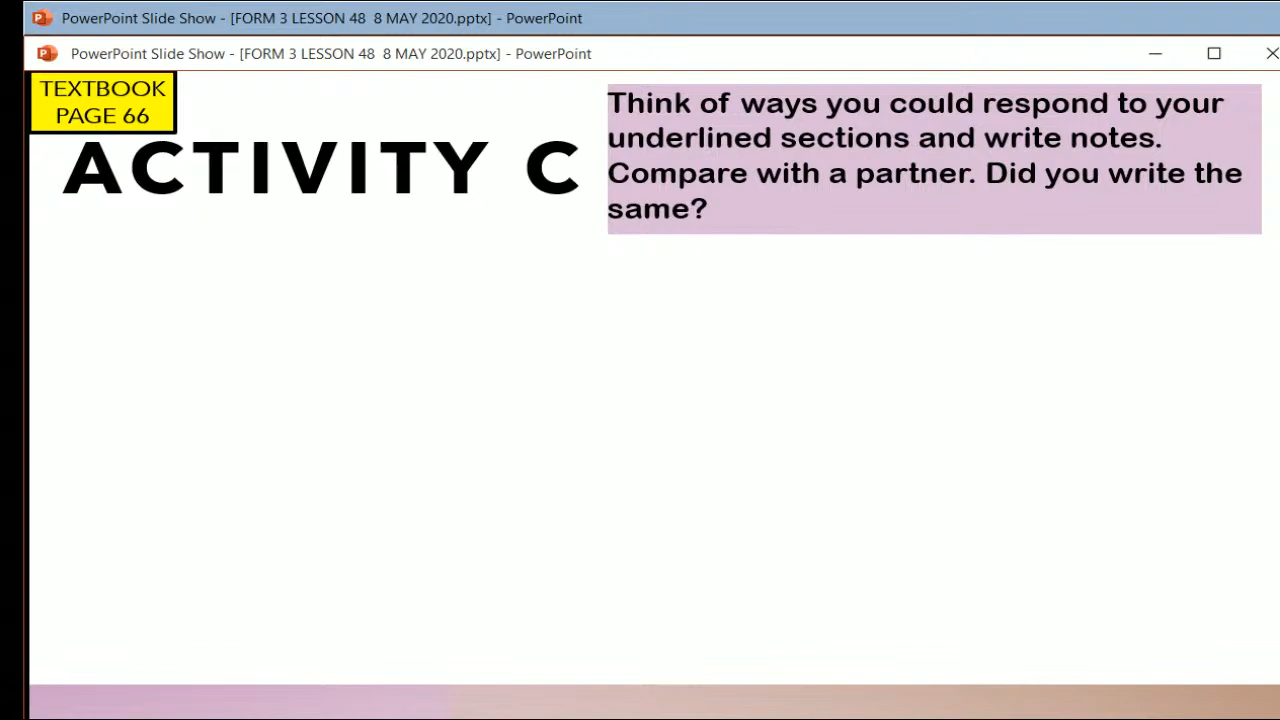 PowerPoint Slide Show - [FORM 3 LESSON 48  8 MAY 2020.pptx] - PowerPoint
PowerPoint Slide Show - [FORM 3 LESSON 48  8 MAY 2020.pptx] - PowerPoint
TEXTBOOK
PAGE 66
ACTIVITY C
Think of ways you could respond to your
underlined sections and write notes.
Compare with a partner. Did you write the
same?